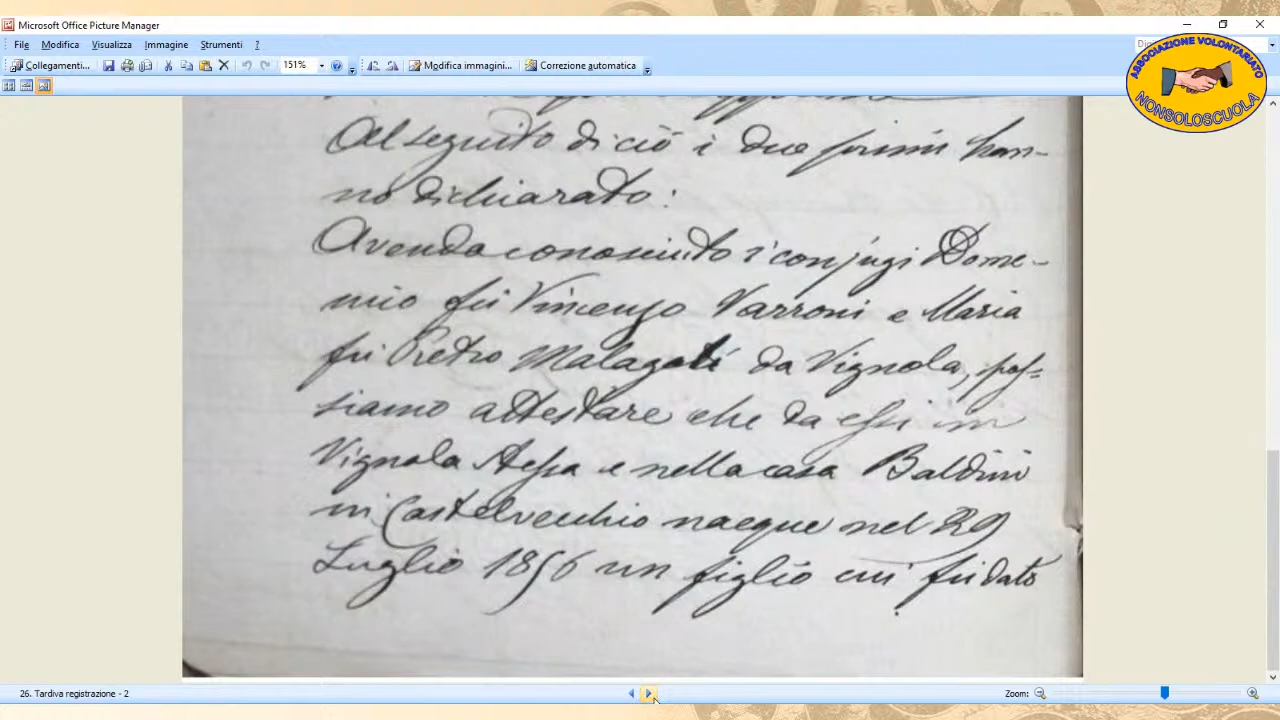 Microsoft Office Picture Manager
File Modifica Visualizza Immagine Strumenti ?
Collegamenti... 151% Modifica immagini... Correzione automatica
ASSOCIAZIONE VOLONTARIATO
NONSOLOSCUOLA
Al seguito di ciò i due primi han-
no dichiarato:
Avendo conosciuto i conjugi Dome-
nico fu Vincenzo Varroni e Maria
fu Pietro Malagoli da Vignola, pos-
siamo attestare che da essi in
Vignola stessa e nella casa Baldini
in Castelvecchio nacque nel 29
Luglio 1856 un figlio cui fu dato
26. Tardiva registrazione - 2
Zoom: